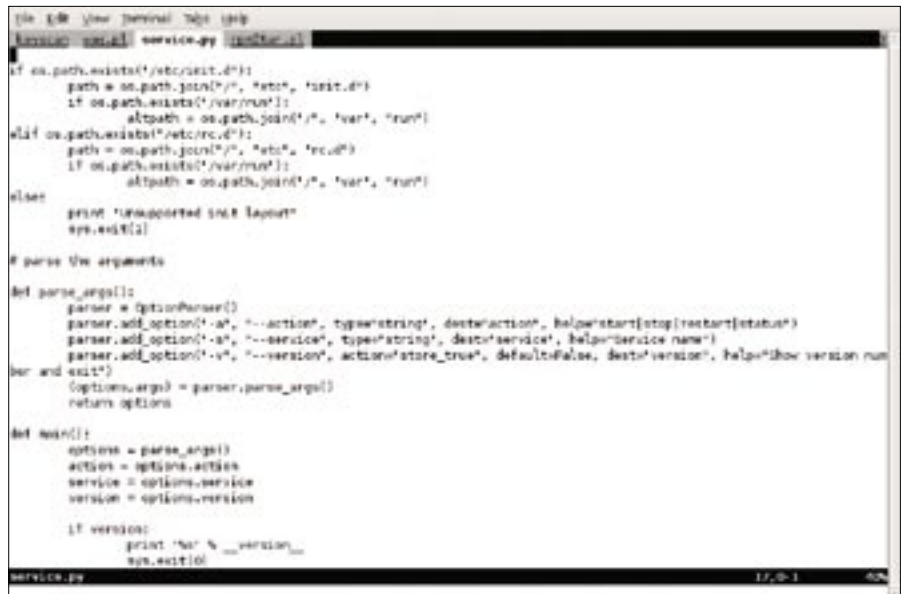 File Edit View Terminal Tabs Help
service.py
if os.path.exists("/etc/init.d"):
path = os.path.join("/", "etc", "init.d")
if os.path.exists("/var/run"):
altpath = os.path.join("/", "var", "run")
elif os.path.exists("/etc/rc.d"):
path = os.path.join("/", "etc", "rc.d")
if os.path.exists("/var/run"):
altpath = os.path.join("/", "var", "run")
else:
print "Unsupported init layout"
sys.exit(1)
# parse the arguments
def parse_args():
parser = OptionParser()
parser.add_option("-a", "--action", type="string", dest="action", help="start|stop|restart|status")
parser.add_option("-s", "--service", type="string", dest="service", help="Service name")
parser.add_option("-v", "--version", action="store_true", default=False, dest="version", help="Show version num
ber and exit")
(options,args) = parser.parse_args()
return options
def main():
options = parse_args()
action = options.action
service = options.service
version = options.version
if version:
print "%s" % __version__
sys.exit(0)
service.py 17,0-1 40%